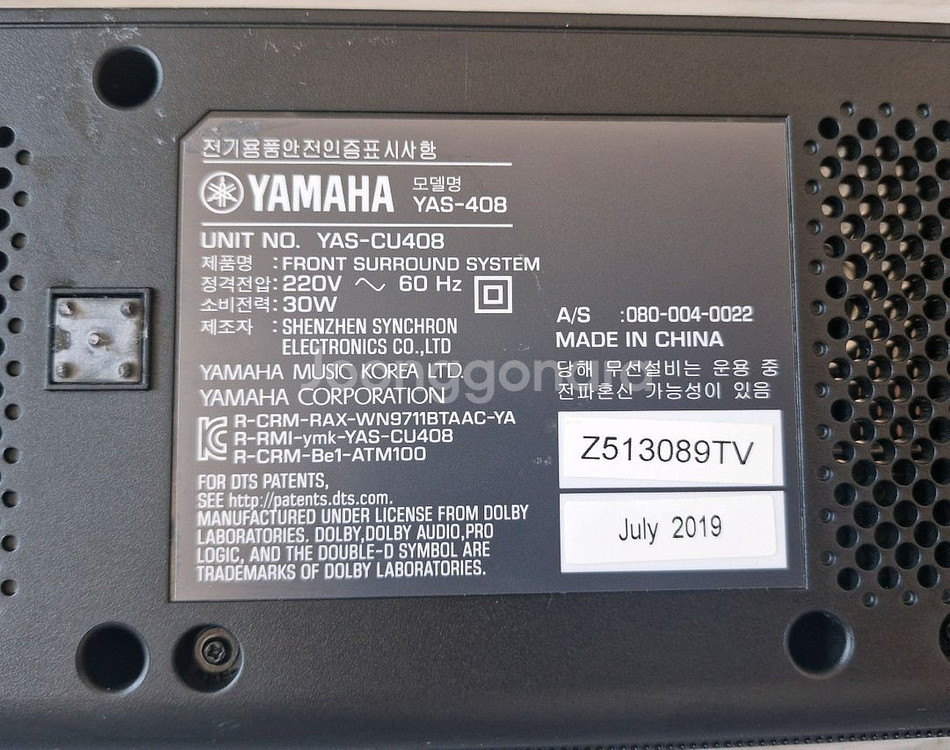 전기용품안전인증표시사항
YAMAHA 모델명
YAS-408
UNIT NO. YAS-CU408
제품명 : FRONT SURROUND SYSTEM
정격전압: 220V ~ 60 Hz
소비전력: 30W
제조자 : SHENZHEN SYNCHRON
ELECTRONICS CO.,LTD
YAMAHA MUSIC KOREA LTD.
YAMAHA CORPORATION
R-CRM-RAX-WN9711BTAAC-YA
R-RMI-ymk-YAS-CU408
R-CRM-Be1-ATM100
FOR DTS PATENTS,
SEE http://patents.dts.com.
MANUFACTURED UNDER LICENSE FROM DOLBY
LABORATORIES. DOLBY,DOLBY AUDIO,PRO
LOGIC, AND THE DOUBLE-D SYMBOL ARE
TRADEMARKS OF DOLBY LABORATORIES.
A/S :080-004-0022
MADE IN CHINA
당해 무선설비는 운용 중
전파혼신 가능성이 있음
Z513089TV
July 2019
Joonggonara